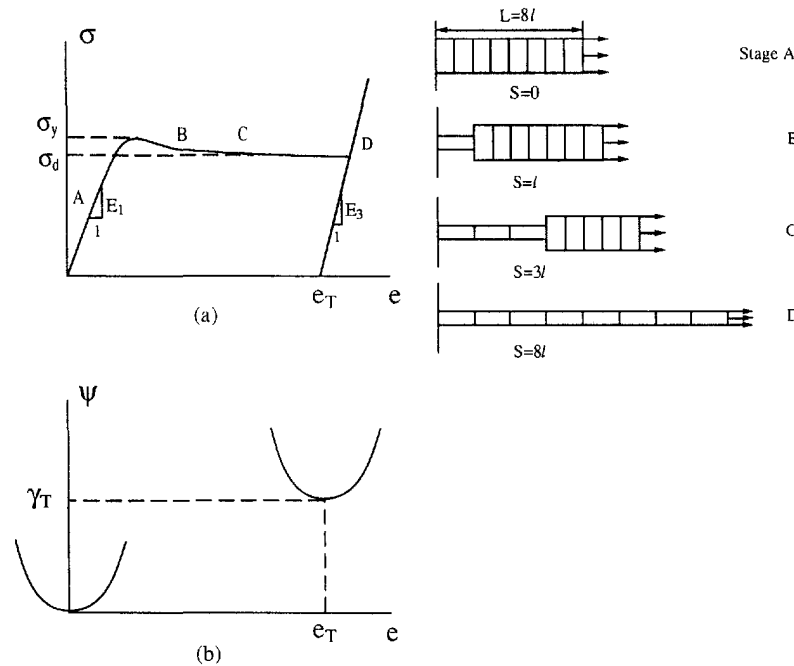 σ
σy
σd
A
B
C
D
E1
1
E3
1
eT
e
(a)
L=8l
Stage A
S=0
B
S=l
C
S=3l
D
S=8l
ψ
γT
eT
e
(b)